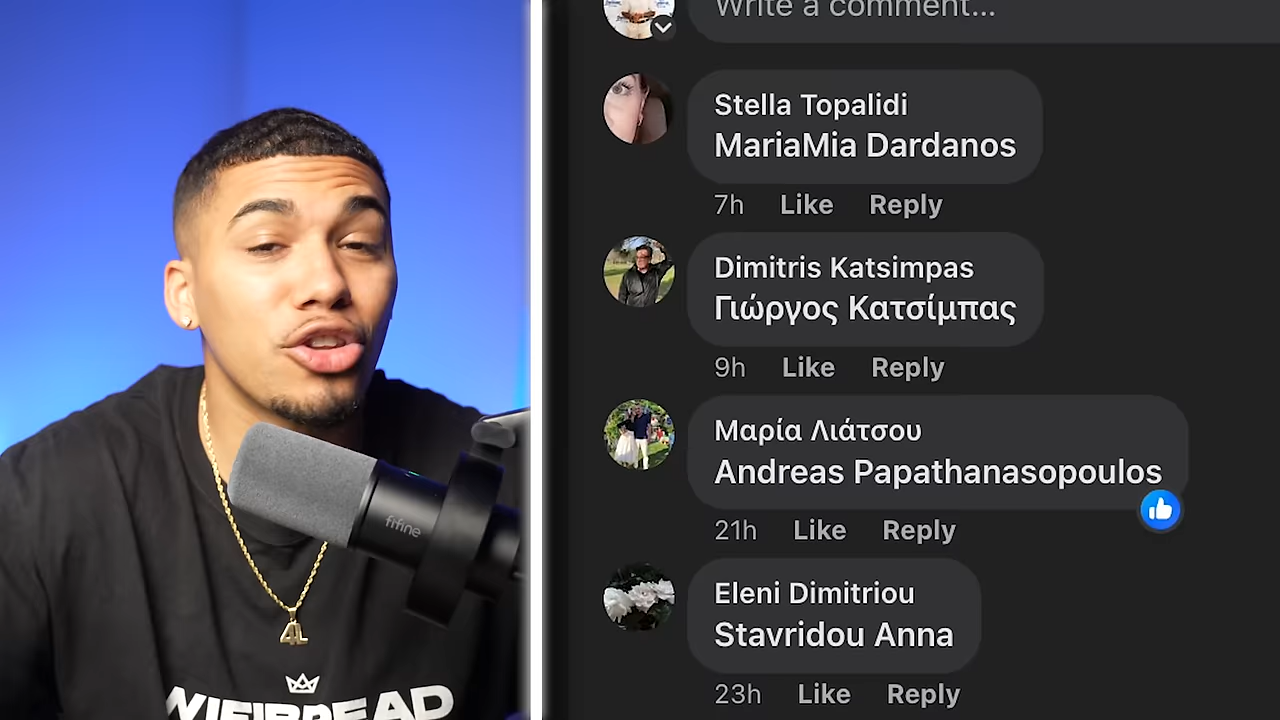 Write a comment...
Stella Topalidi
MariaMia Dardanos
7h Like Reply
Dimitris Katsimpas
Γιώργος Κατσίμπας
9h Like Reply
Μαρία Λιάτσου
Andreas Papathanasopoulos
21h Like Reply
Eleni Dimitriou
Stavridou Anna
23h Like Reply
fifine
4L
WIFIBREAD